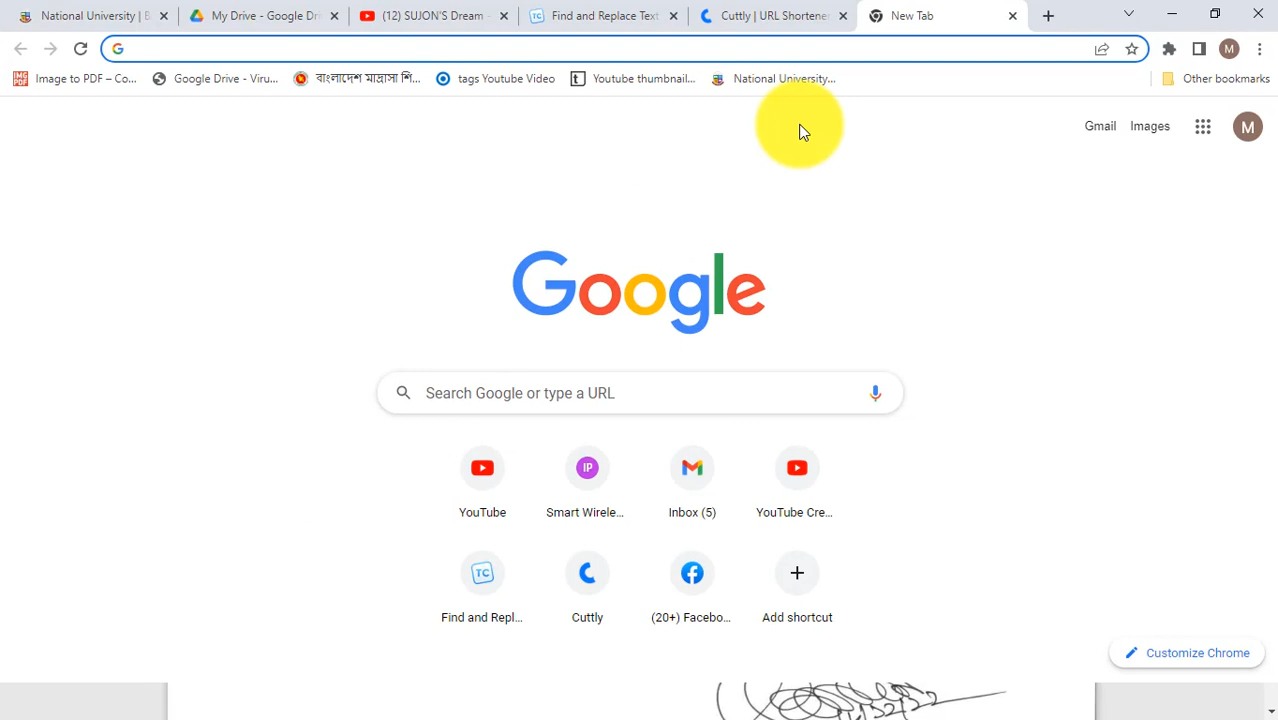 National University | B
My Drive - Google Dri
(12) SUJON'S Dream -
Find and Replace Text
Cuttly | URL Shortener
New Tab
M
Image to PDF – Co...
Google Drive - Viru...
বাংলাদেশ মাদ্রাসা শি...
tags Youtube Video
Youtube thumbnail...
National University...
Other bookmarks
Gmail
Images
M
Google
Search Google or type a URL
YouTube
IP
Smart Wirele...
Inbox (5)
YouTube Cre...
TC
Find and Repl...
Cuttly
(20+) Facebo...
Add shortcut
Customize Chrome